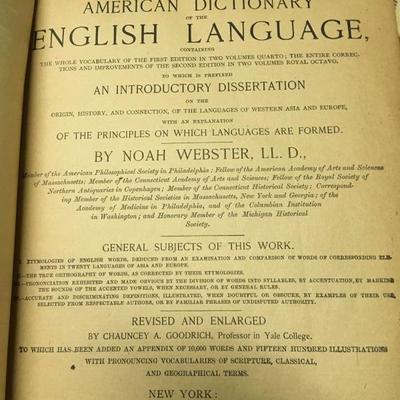 AMERICAN DICTIONARY
OF THE
ENGLISH LANGUAGE,
CONTAINING
THE WHOLE VOCABULARY OF THE FIRST EDITION IN TWO VOLUMES QUARTO; THE ENTIRE CORREC-
TIONS AND IMPROVEMENTS OF THE SECOND EDITION IN TWO VOLUMES ROYAL OCTAVO,
TO WHICH IS PREFIXED
AN INTRODUCTORY DISSERTATION
ON THE
ORIGIN, HISTORY, AND CONNECTION, OF THE LANGUAGES OF WESTERN ASIA AND EUROPE,
WITH AN EXPLANATION
OF THE PRINCIPLES ON WHICH LANGUAGES ARE FORMED.
BY NOAH WEBSTER, LL. D.,
Member of the American Philosophical Society in Philadelphia; Fellow of the American Academy of Arts and Sciences
of Massachusetts; Member of the Connecticut Academy of Arts and Sciences; Fellow of the Royal Society of
Northern Antiquaries in Copenhagen; Member of the Connecticut Historical Society; Correspond-
ing Member of the Historical Societies in Massachusetts, New York and Georgia; of the
Academy of Medicine in Philadelphia, and of the Columbian Institution
in Washington; and Honorary Member of the Michigan Historical
Society.
GENERAL SUBJECTS OF THIS WORK.
ETYMOLOGIES OF ENGLISH WORDS, DEDUCED FROM AN EXAMINATION AND COMPARISON OF WORDS OF CORRESPONDING ELE-
MENTS IN TWENTY LANGUAGES OF ASIA AND EUROPE.
THE TRUE ORTHOGRAPHY OF WORDS, AS CORRECTED BY THEIR ETYMOLOGIES.
PRONUNCIATION EXHIBITED AND MADE OBVIOUS BY THE DIVISION OF WORDS INTO SYLLABLES, BY ACCENTUATION, BY MARKING
THE SOUNDS OF THE ACCENTED VOWELS, WHEN NECESSARY, OR BY GENERAL RULES.
ACCURATE AND DISCRIMINATING DEFINITIONS, ILLUSTRATED, WHEN DOUBTFUL OR OBSCURE, BY EXAMPLES OF THEIR USE,
SELECTED FROM RESPECTABLE AUTHORS, OR BY FAMILIAR PHRASES OF UNDISPUTED AUTHORITY.
REVISED AND ENLARGED
BY CHAUNCEY A. GOODRICH, Professor in Yale College.
TO WHICH HAS BEEN ADDED AN APPENDIX OF 10,000 WORDS AND FIFTEEN HUNDRED ILLUSTRATIONS
WITH PRONOUNCING VOCABULARIES OF SCRIPTURE, CLASSICAL,
AND GEOGRAPHICAL TERMS.
NEW YORK: